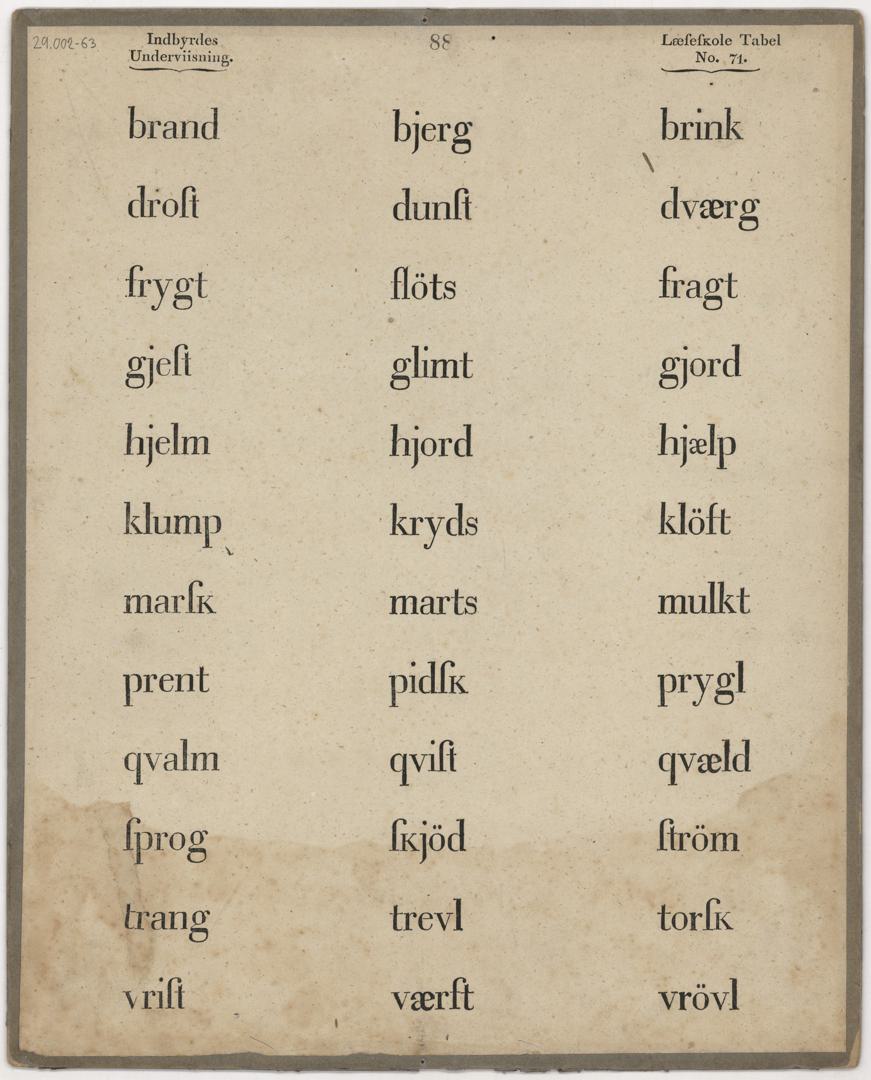 29.002-63
Indbyrdes
Underviisning.
88
Læſeſkole Tabel
No. 71.
brand bjerg brink
droſt dunſt dværg
frygt flöts fragt
gjeſt glimt gjord
hjelm hjord hjælp
klump kryds klöft
marſk marts mulkt
prent pidſk prygl
qvalm qviſt qvæld
ſprog ſkjöd ſtröm
trang trevl torſk
vriſt værft vrövl